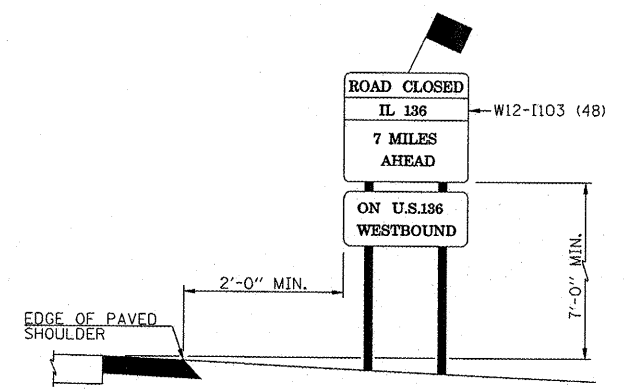 ROAD CLOSED
IL 136
W12-I103 (48)
7 MILES
AHEAD
ON U.S.136
WESTBOUND
2'-0" MIN.
7'-0" MIN.
EDGE OF PAVED
SHOULDER